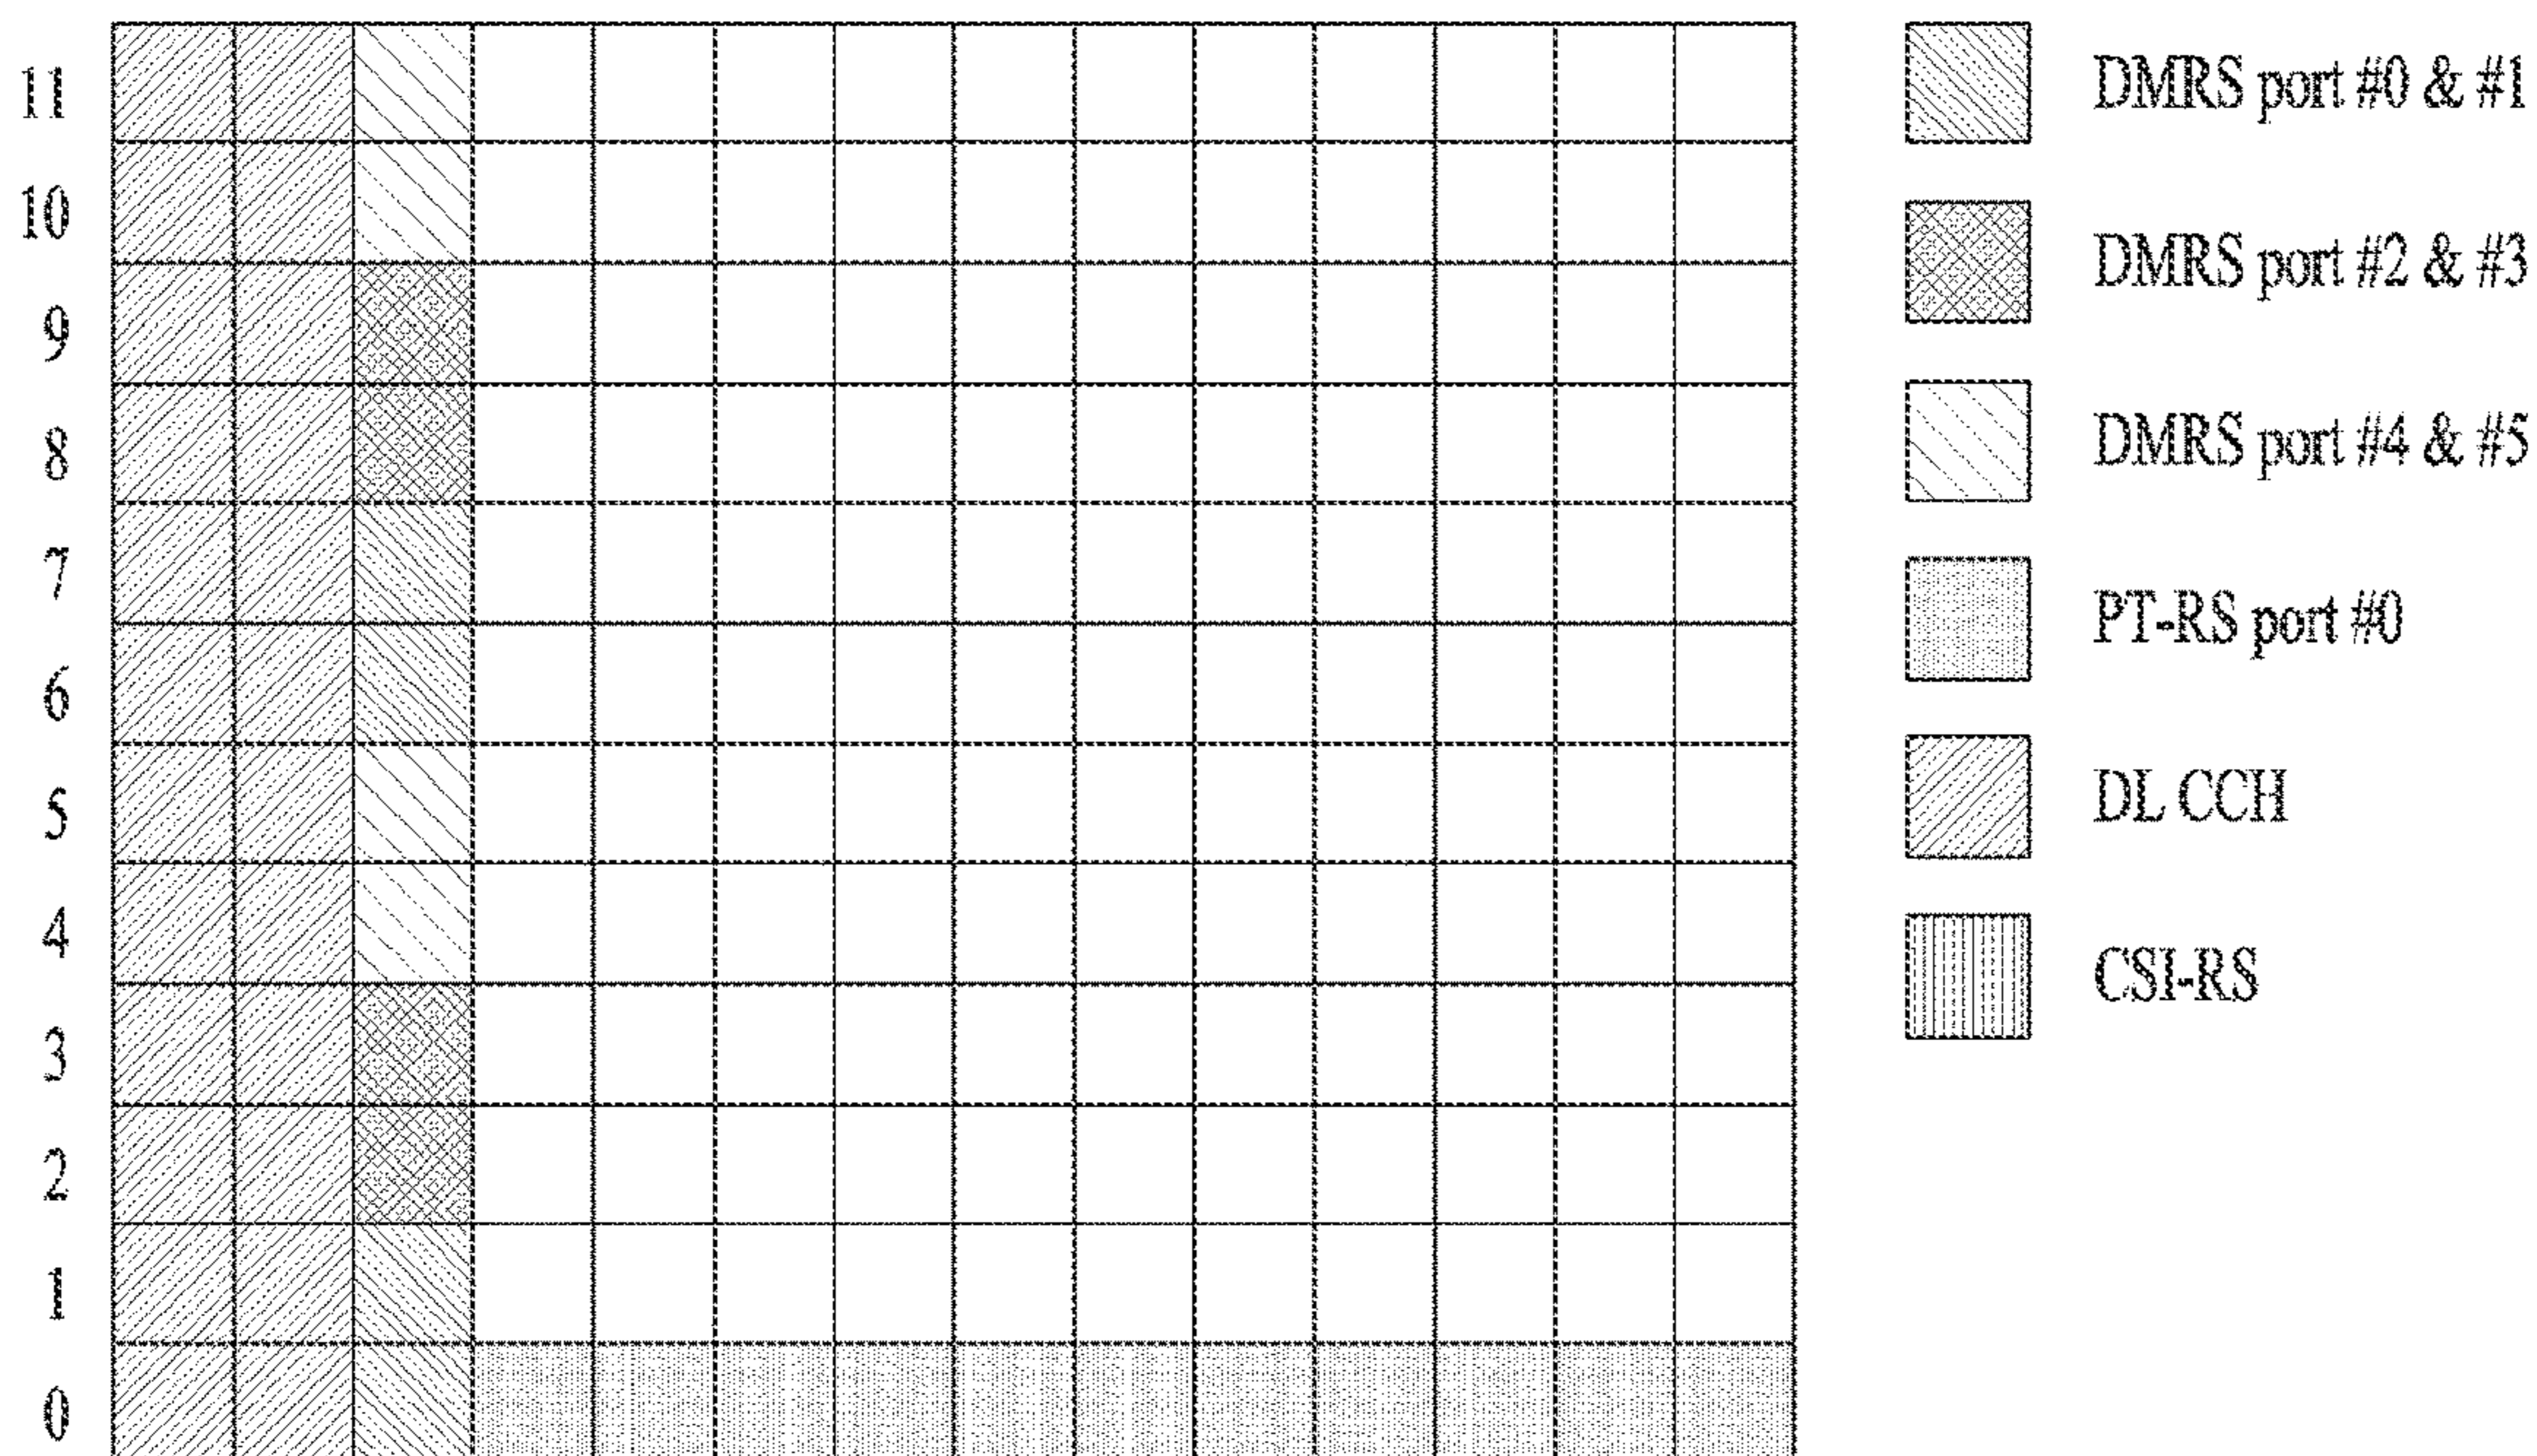 11
10
9
8
7
6
5
4
3
2
1
0
DMRS port #0 & #1
DMRS port #2 & #3
DMRS port #4 & #5
PT-RS port #0
DL CCH
CSI-RS